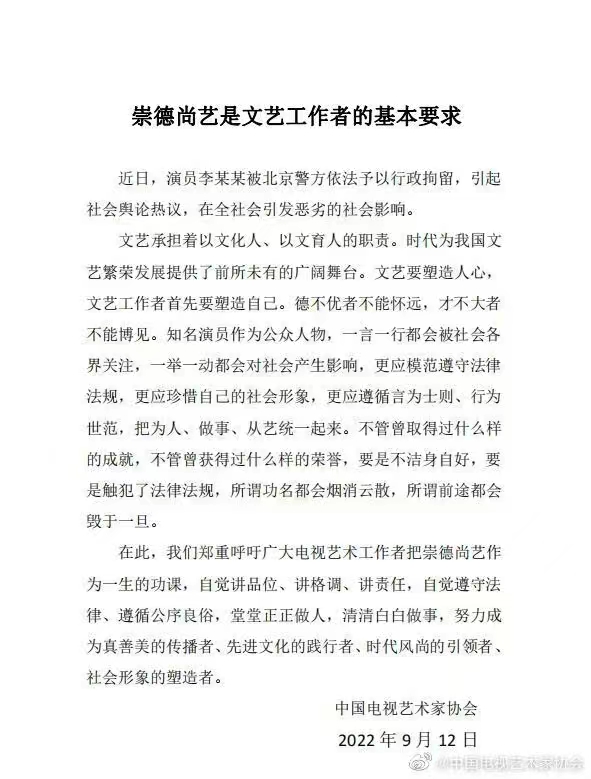 崇德尚艺是文艺工作者的基本要求
近日，演员李某某被北京警方依法予以行政拘留，引起
社会舆论热议，在全社会引发恶劣的社会影响。
文艺承担着以文化人、以文育人的职责。时代为我国文
艺繁荣发展提供了前所未有的广阔舞台。文艺要塑造人心，
文艺工作者首先要塑造自己。德不优者不能怀远，才不大者
不能博见。知名演员作为公众人物，一言一行都会被社会各
界关注，一举一动都会对社会产生影响，更应模范遵守法律
法规，更应珍惜自己的社会形象，更应遵循言为士则、行为
世范，把为人、做事、从艺统一起来。不管曾取得过什么样
的成就，不管曾获得过什么样的荣誉，要是不洁身自好，要
是触犯了法律法规，所谓功名都会烟消云散，所谓前途都会
毁于一旦。
在此，我们郑重呼吁广大电视艺术工作者把崇德尚艺作
为一生的功课，自觉讲品位、讲格调、讲责任，自觉遵守法
律、遵循公序良俗，堂堂正正做人，清清白白做事，努力成
为真善美的传播者、先进文化的践行者、时代风尚的引领者、
社会形象的塑造者。
中国电视艺术家协会
2022 年 9 月 12 日
@中国电视艺术家协会